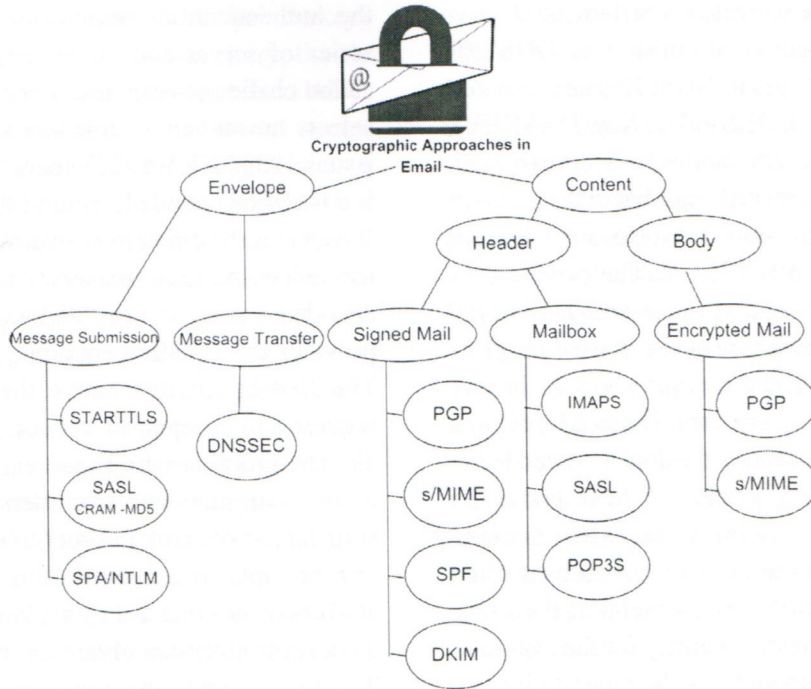 @
Cryptographic Approaches in
Email
Envelope
Content
Header
Body
Message Submission
Message Transfer
Signed Mail
Mailbox
Encrypted Mail
STARTTLS
DNSSEC
PGP
IMAPS
PGP
SASL
CRAM -MD5
s/MIME
SASL
s/MIME
SPA/NTLM
SPF
POP3S
DKIM